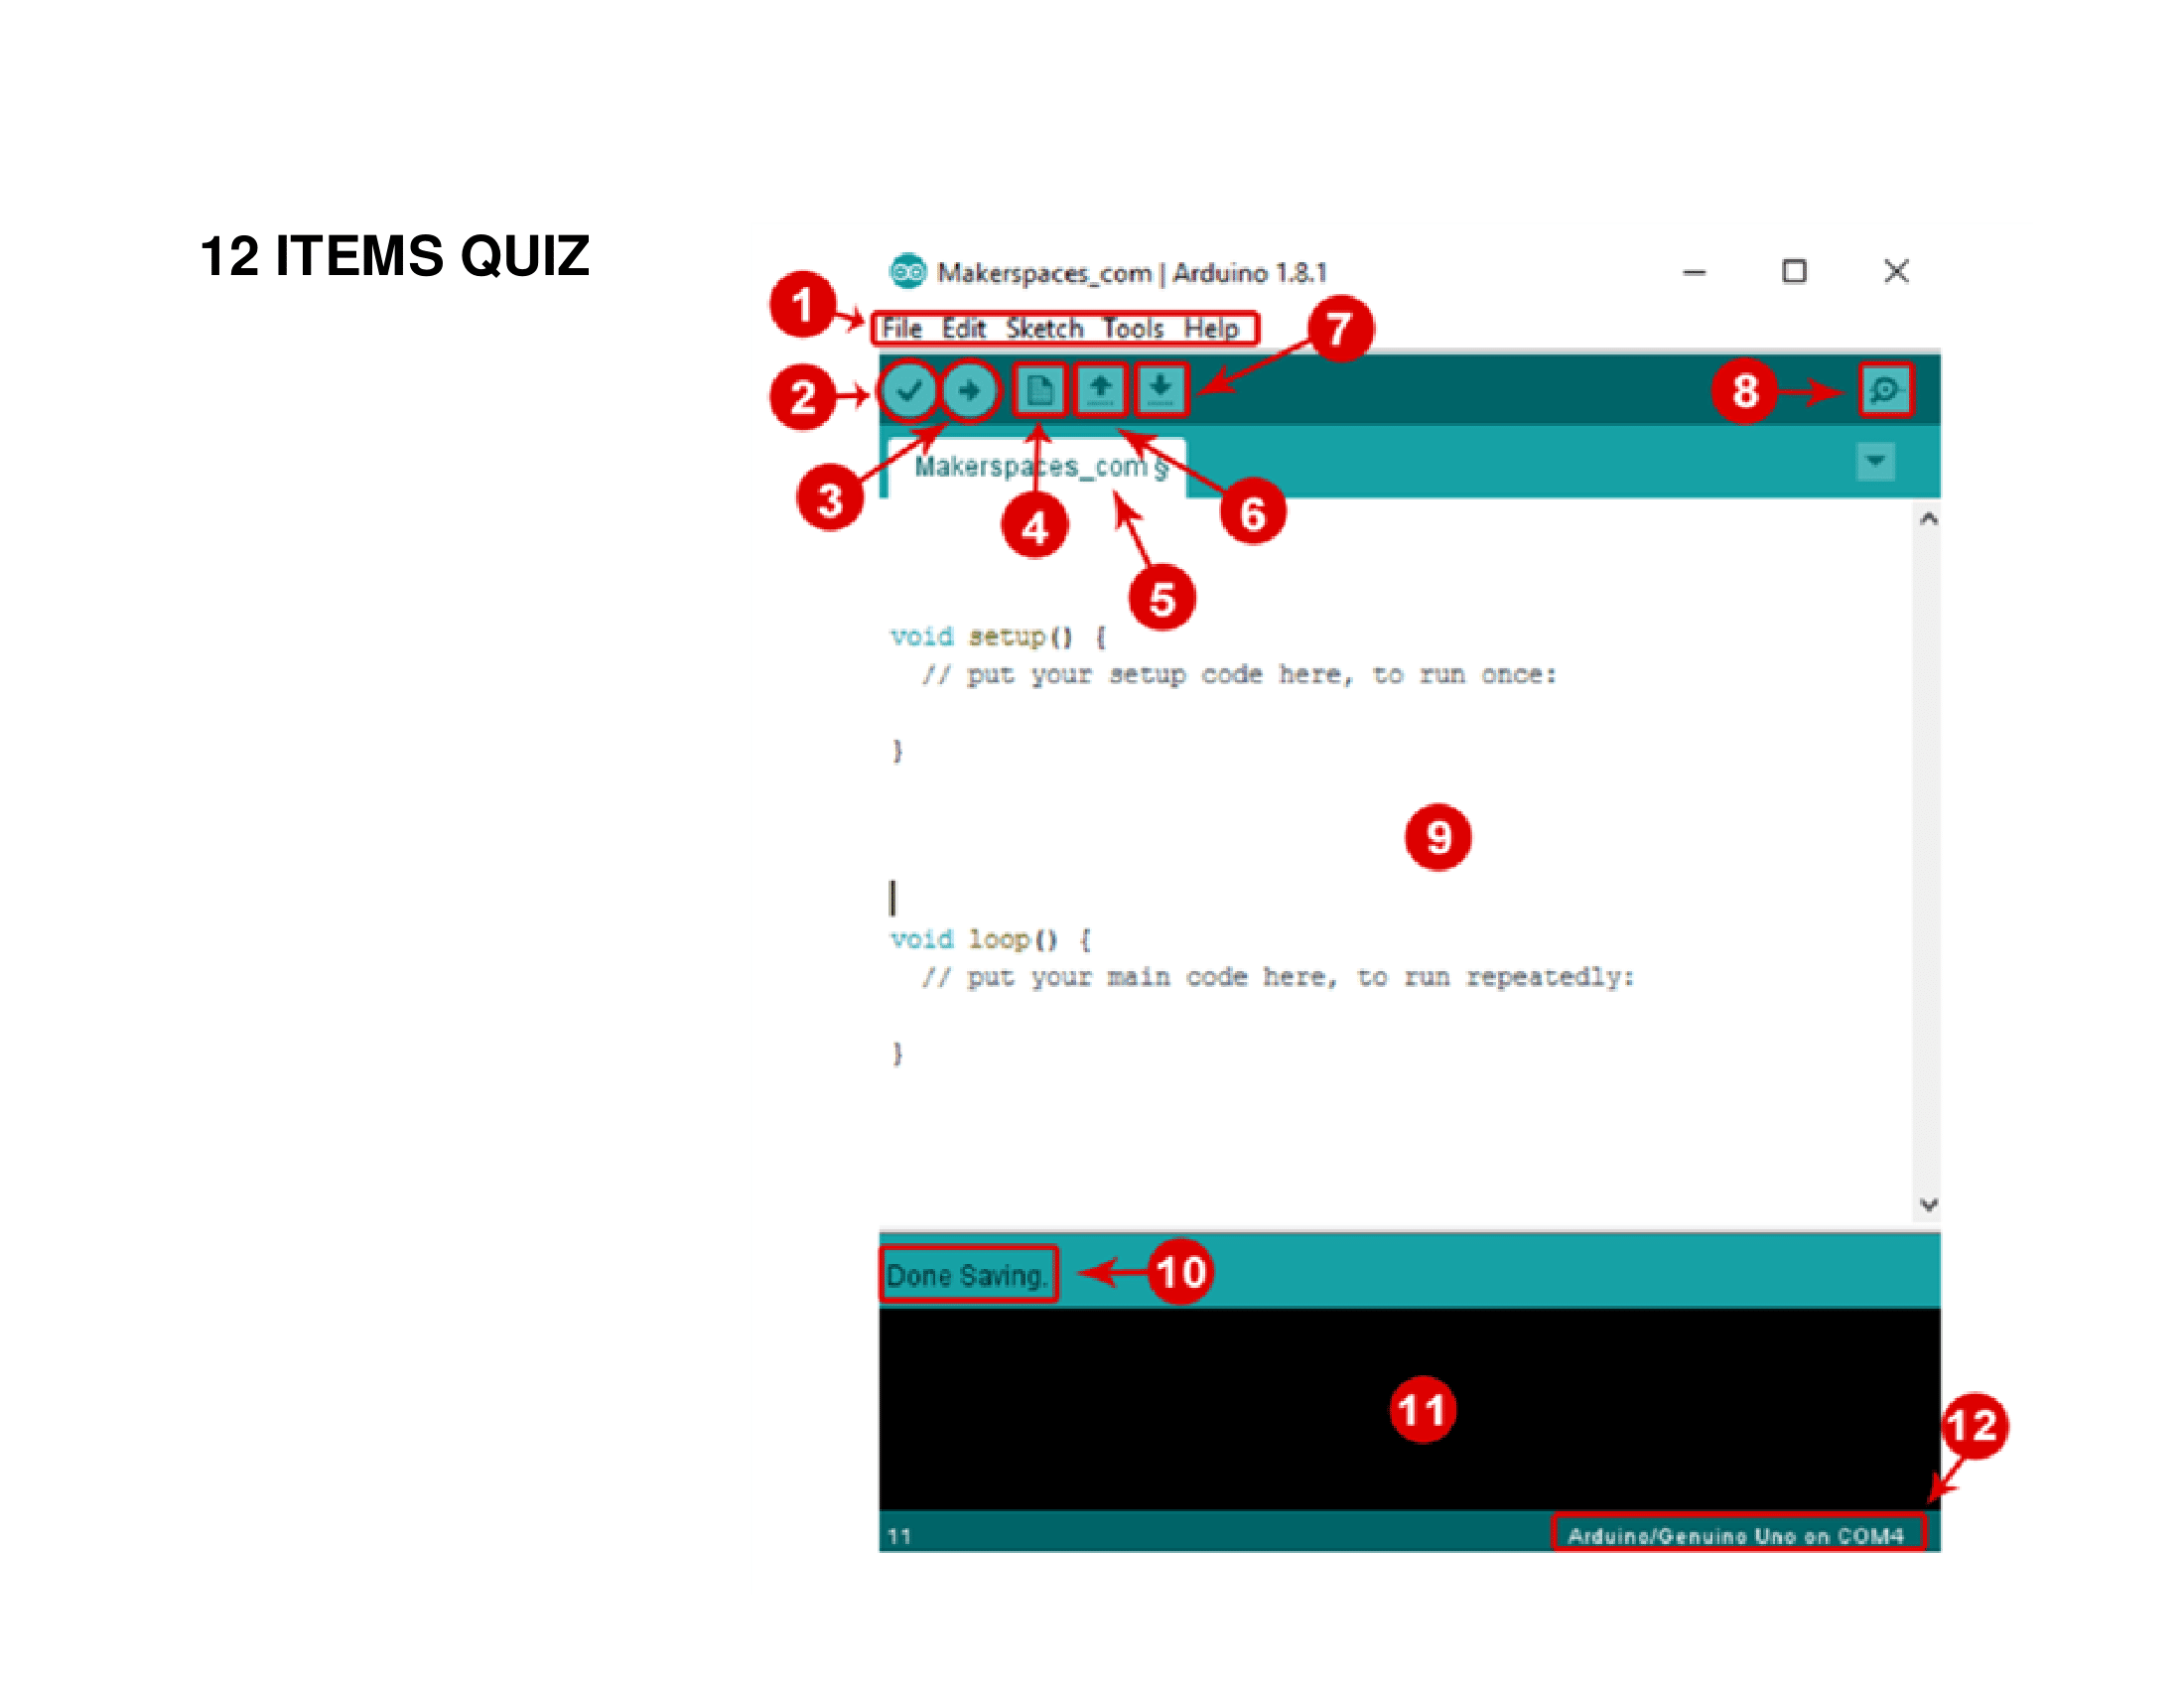 12 ITEMS QUIZ
Makerspaces_com | Arduino 1.8.1
1
File Edit Sketch Tools Help
7
2
8
Makerspaces_com §
3
4
6
5
void setup() {
// put your setup code here, to run once:
}
9
void loop() {
// put your main code here, to run repeatedly:
}
Done Saving.
10
11
12
11
Arduino/Genuino Uno on COM4